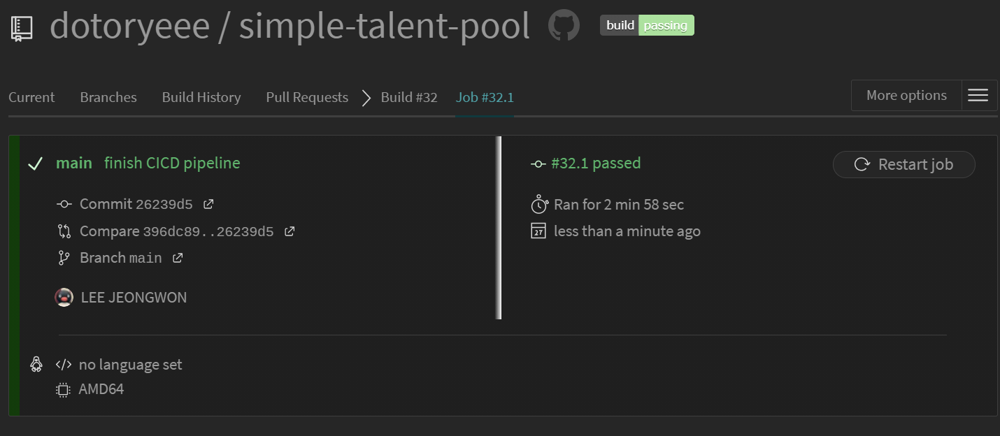 dotoryeee / simple-talent-pool
build passing
Current Branches Build History Pull Requests Build #32 Job #32.1
More options
main finish CICD pipeline
Commit 26239d5
Compare 396dc89..26239d5
Branch main
LEE JEONGWON
#32.1 passed
Restart job
Ran for 2 min 58 sec
27
less than a minute ago
</> no language set
AMD64